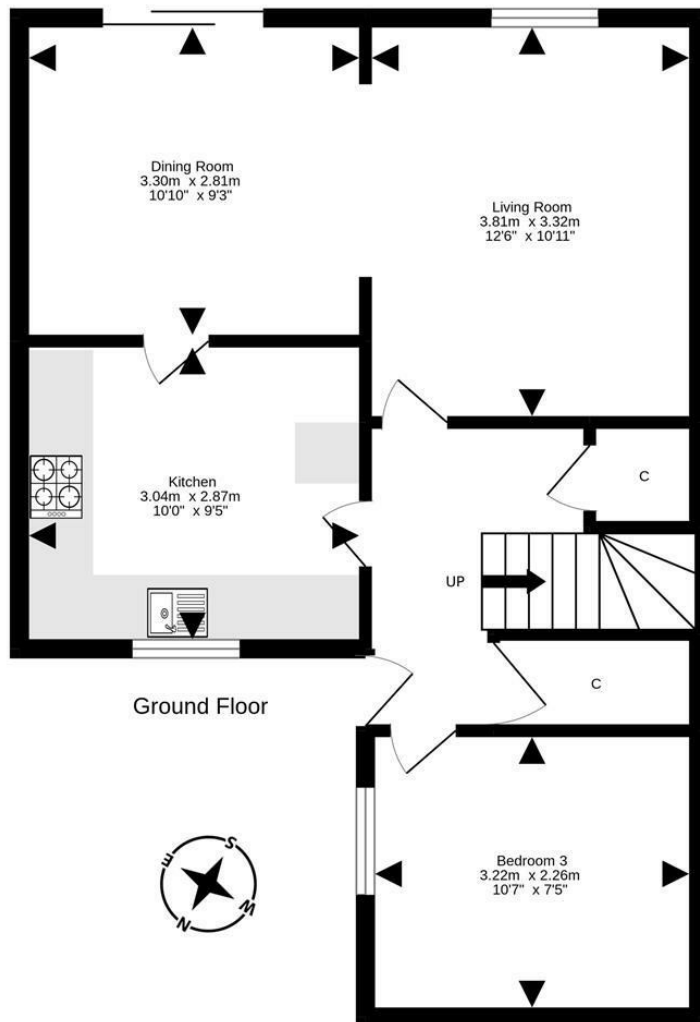 Dining Room
3.30m x 2.81m
10'10" x 9'3"
Living Room
3.81m x 3.32m
12'6" x 10'11"
Kitchen
3.04m x 2.87m
10'0" x 9'5"
C
UP
C
Ground Floor
Bedroom 3
3.22m x 2.26m
10'7" x 7'5"
S
E
W
N